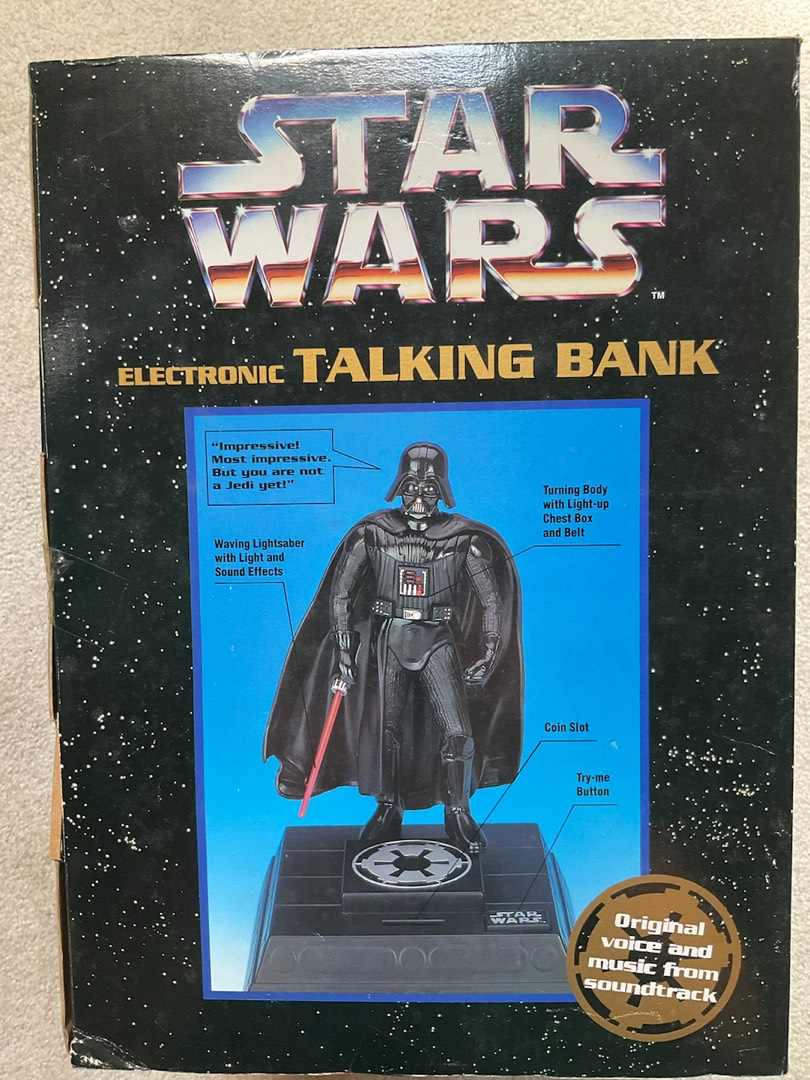 STAR
WARS
TM
ELECTRONIC TALKING BANK
“Impressive!
Most impressive.
But you are not
a Jedi yet!”
Turning Body
with Light-up
Chest Box
and Belt
Waving Lightsaber
with Light and
Sound Effects
Coin Slot
Try-me
Button
STAR
WARS
Original
voice and
music from
soundtrack